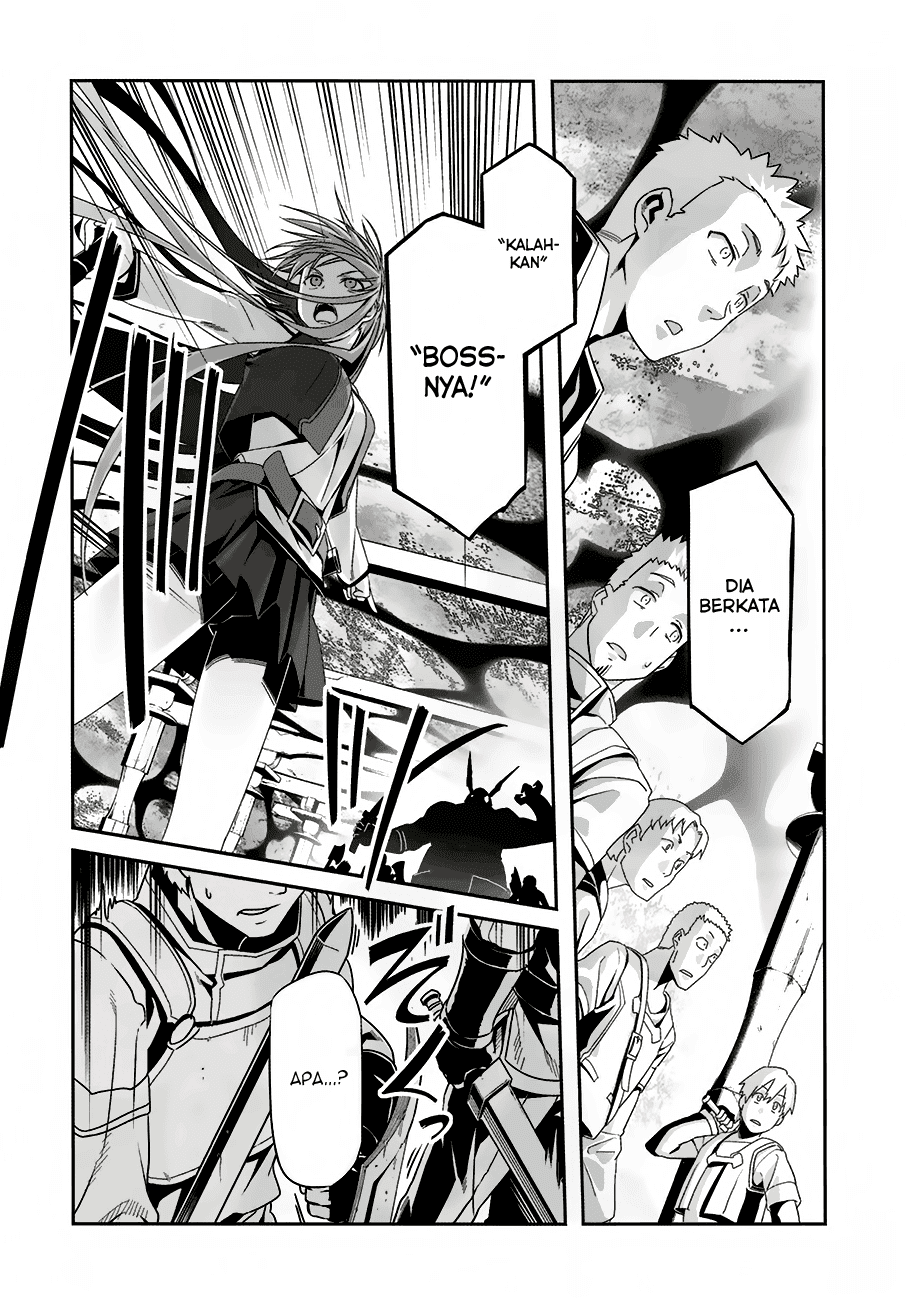 DIA
BERKATA
...
"KALAH-
KAN"
"BOSS-
NYA!"
APA...?